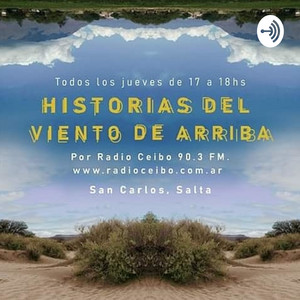 Todos los jueves de 17 a 18hs
HISTORIAS DEL
VIENTO DE ARRIBA
Por Radio Ceibo 90.3 FM.
www.radioceibo.com.ar
San Carlos, Salta